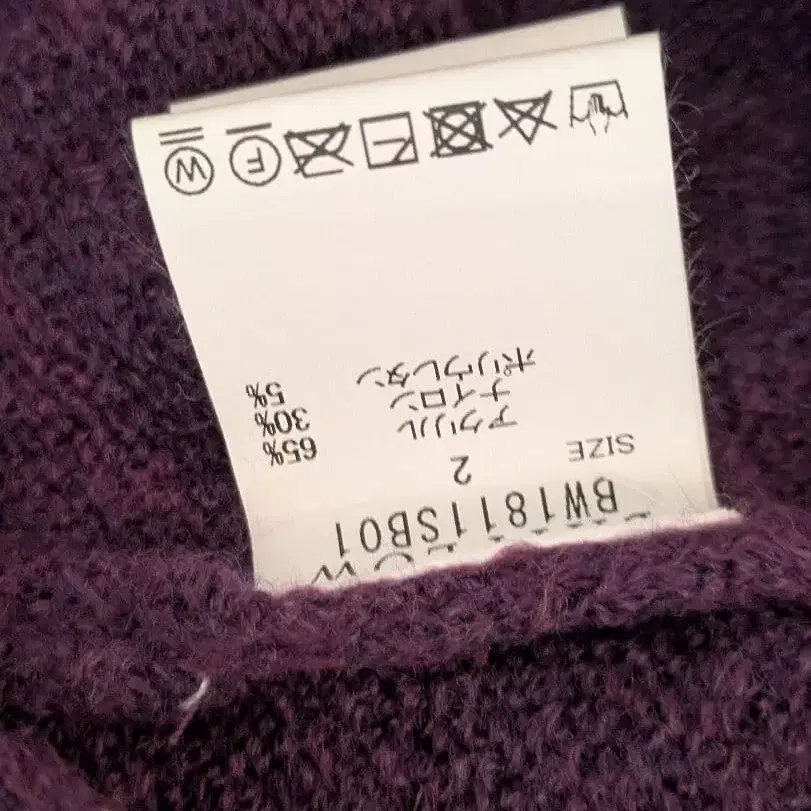 BW1811SB01
SIZE 2
アクリル 65%
ナイロン 30%
ポリウレタン 5%
F W